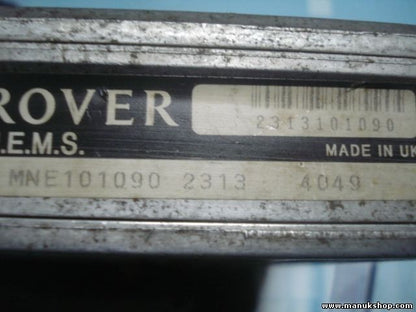 ROVER
2313101090
.E.M.S.
MADE IN UK
MNE101090 2313 4049
www.manukshop.com